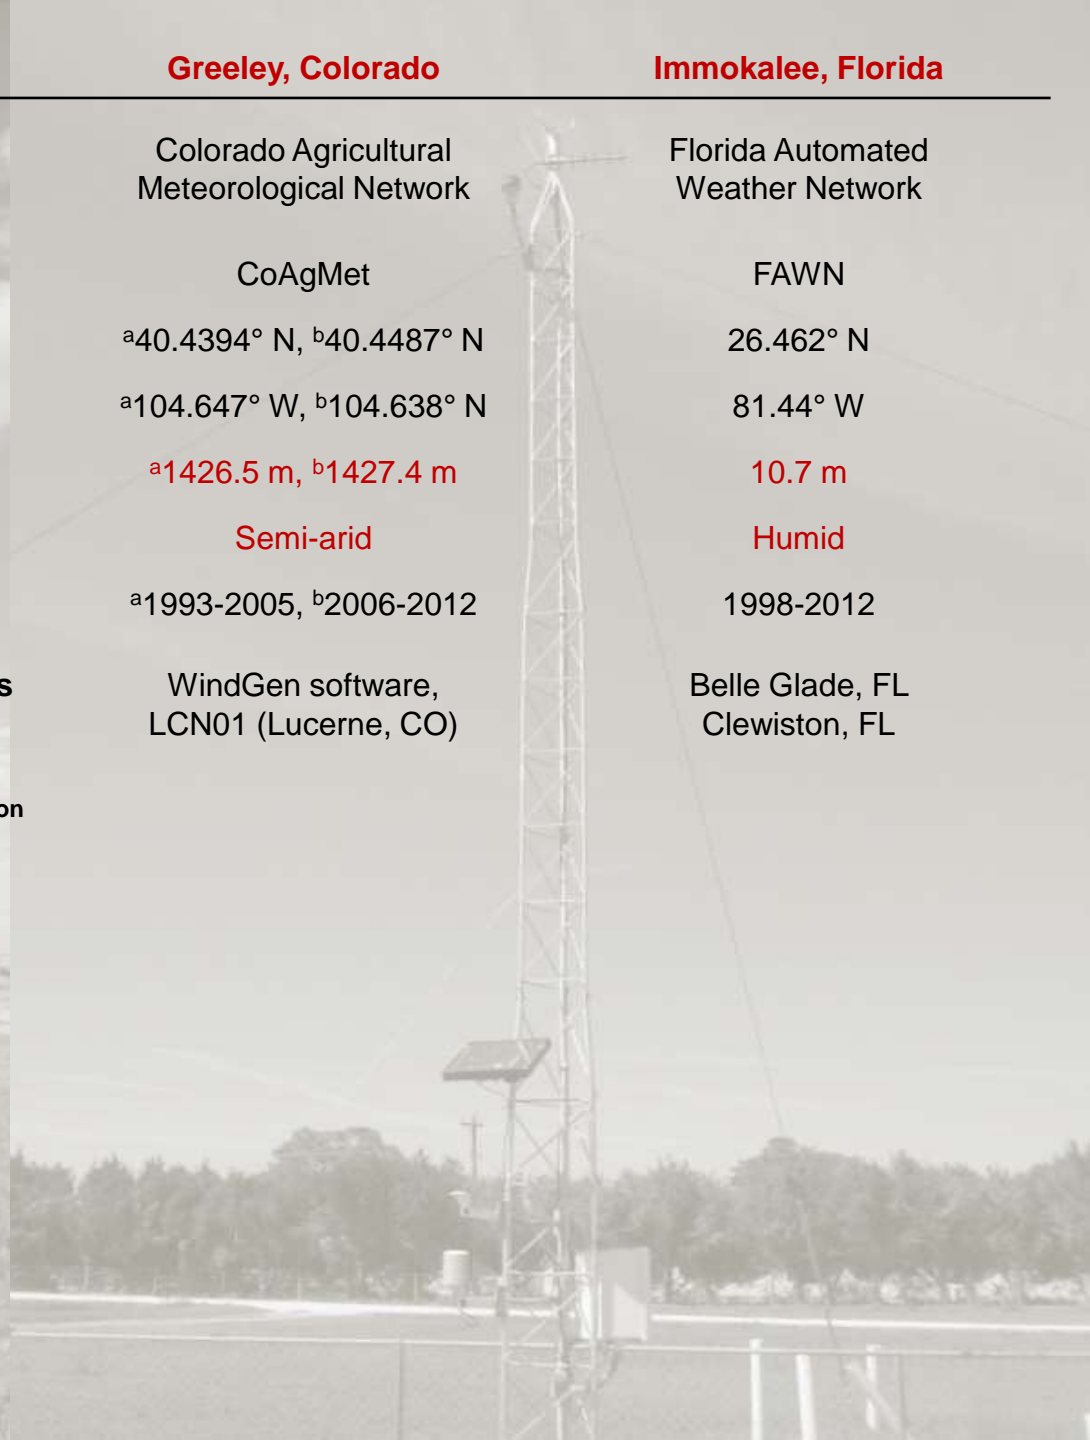 Greeley, Colorado Immokalee, Florida
Colorado Agricultural Florida Automated
Meteorological Network Weather Network
CoAgMet FAWN
ᵃ40.4394° N, ᵇ40.4487° N 26.462° N
ᵃ104.647° W, ᵇ104.638° N 81.44° W
ᵃ1426.5 m, ᵇ1427.4 m 10.7 m
Semi-arid Humid
ᵃ1993-2005, ᵇ2006-2012 1998-2012
s WindGen software, Belle Glade, FL
LCN01 (Lucerne, CO) Clewiston, FL
on